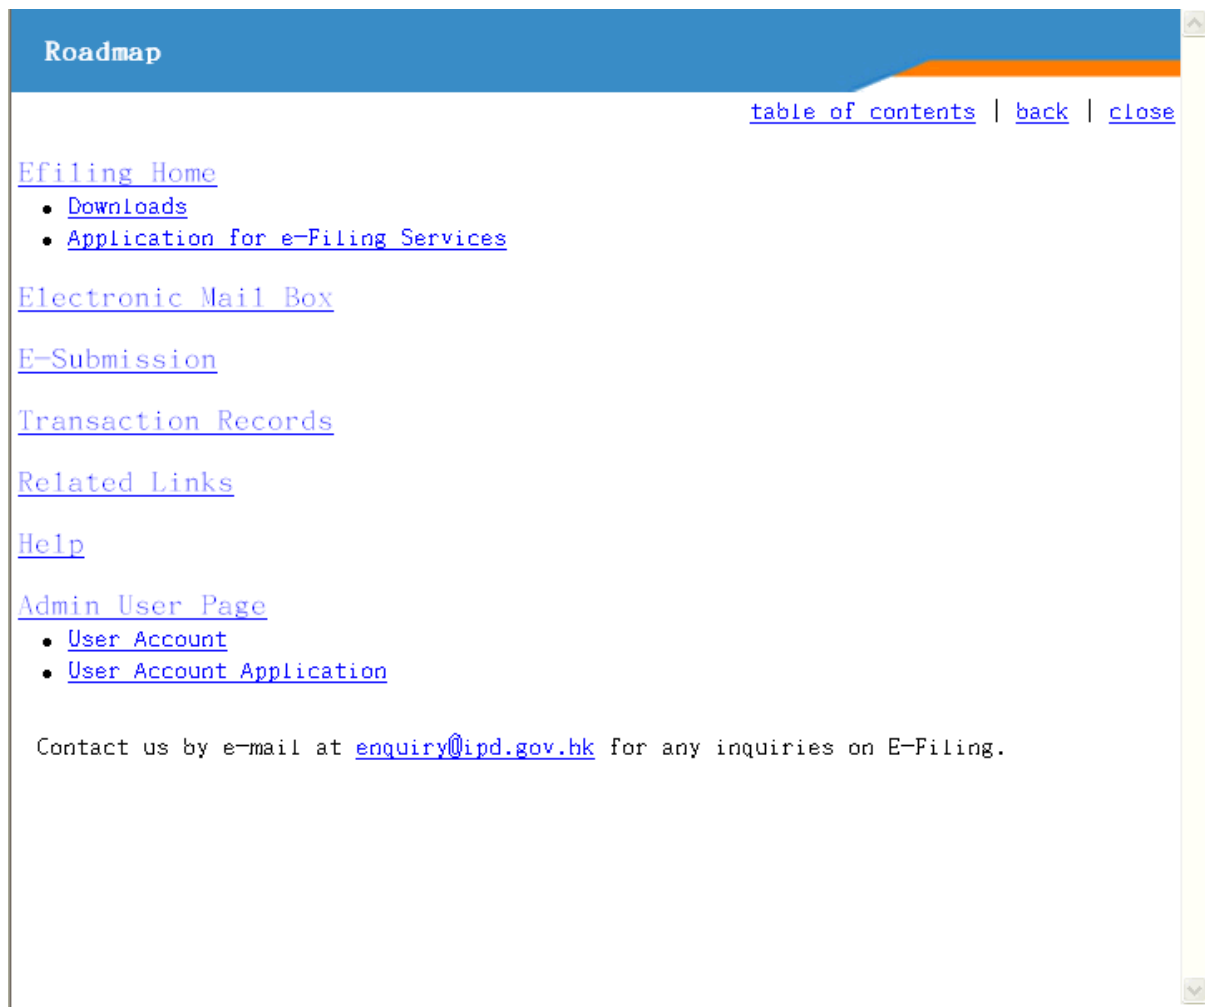 Roadmap
table of contents | back | close
Efiling Home
• Downloads
• Application for e-Filing Services
Electronic Mail Box
E-Submission
Transaction Records
Related Links
Help
Admin User Page
• User Account
• User Account Application
Contact us by e-mail at enquiry@ipd.gov.hk for any inquiries on E-Filing.